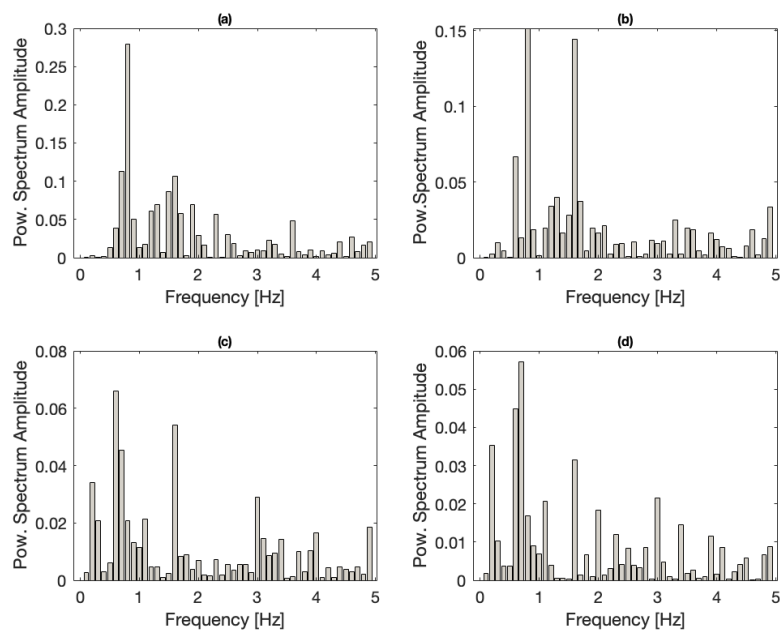 (a)
Pow. Spectrum Amplitude
0.3
0.25
0.2
0.15
0.1
0.05
0
0 1 2 3 4 5
Frequency [Hz]
(b)
Pow.Spectrum Amplitude
0.15
0.1
0.05
0
0 1 2 3 4 5
Frequency [Hz]
(c)
Pow. Spectrum Amplitude
0.08
0.06
0.04
0.02
0
0 1 2 3 4 5
Frequency [Hz]
(d)
Pow. Spectrum Amplitude
0.06
0.05
0.04
0.03
0.02
0.01
0
0 1 2 3 4 5
Frequency [Hz]